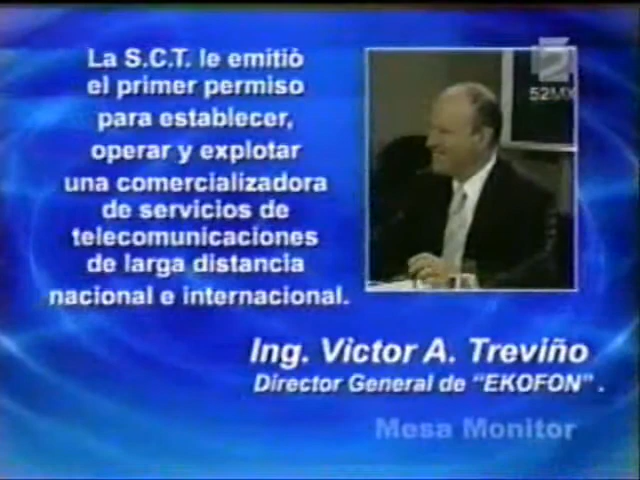 La S.C.T. le emitió
el primer permiso
para establecer,
operar y explotar
una comercializadora
de servicios de
telecomunicaciones
de larga distancia
nacional e internacional.
52MX
Ing. Victor A. Treviño
Director General de “EKOFON” .
Mesa Monitor